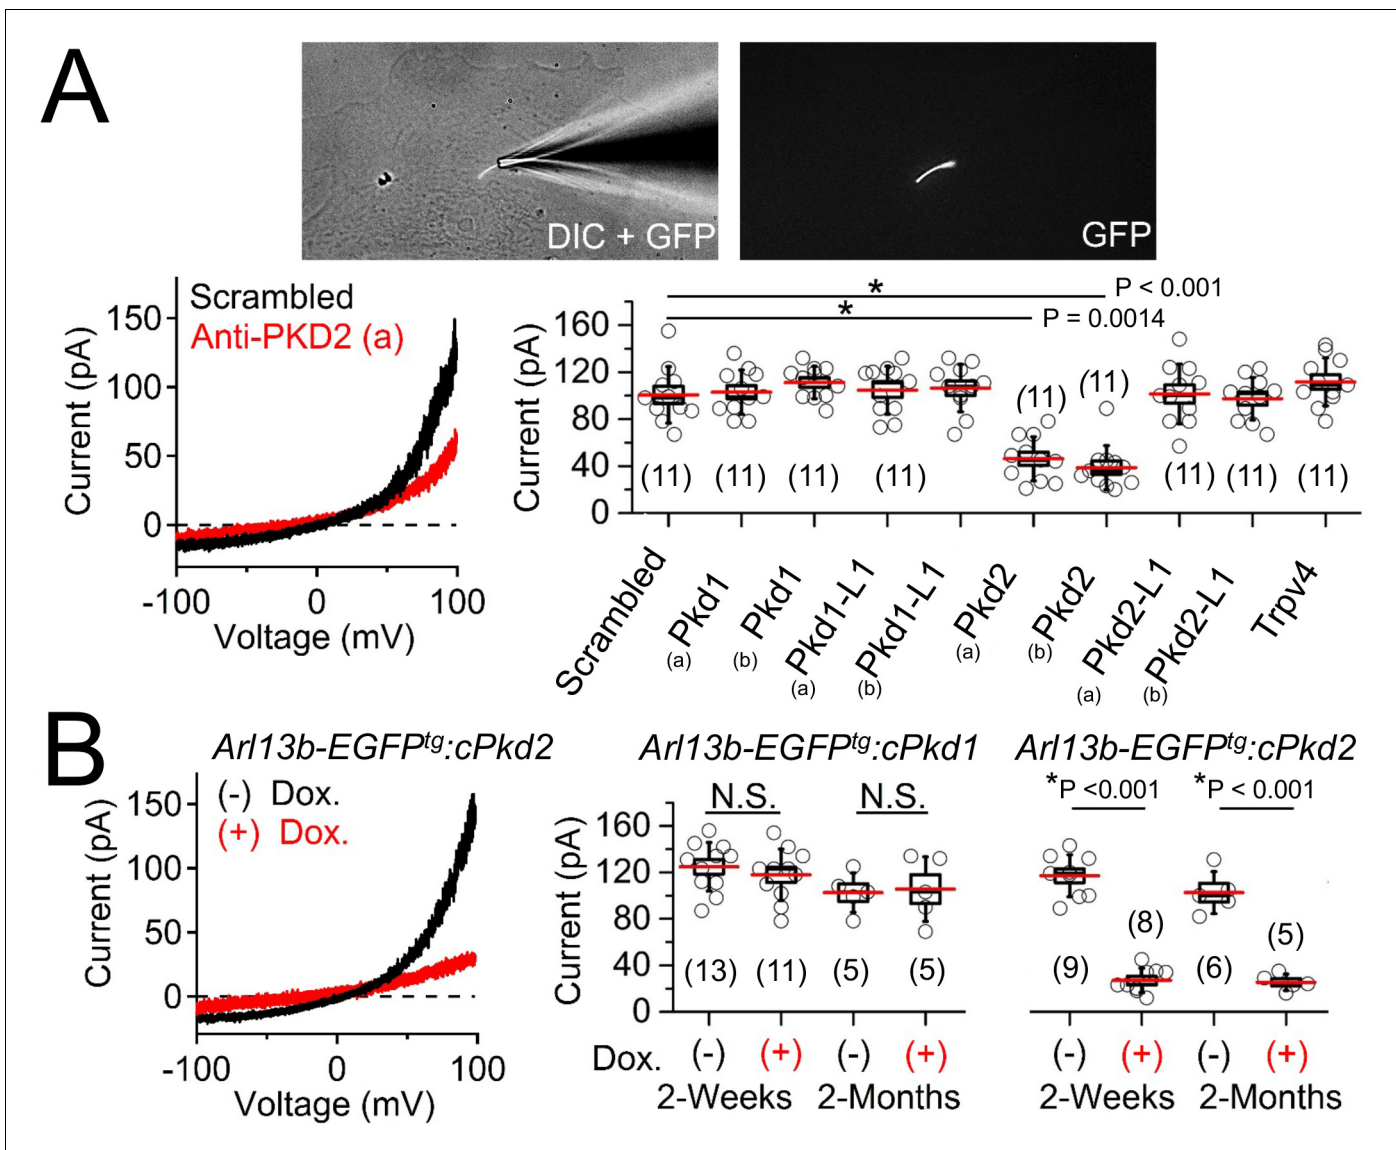 A
DIC + GFP
GFP
Scrambled
Anti-PKD2 (a)
Current (pA)
150
100
50
0
-100
0
100
Voltage (mV)
* P < 0.001
* P = 0.0014
Current (pA)
160
120
80
40
0
(11)
(11)
(11)
(11)
(11)
(11)
(11)
(11)
(11)
Scrambled
(a) Pkd1
(b) Pkd1
(a) Pkd1-L1
(b) Pkd1-L1
(a) Pkd2
(b) Pkd2
(a) Pkd2-L1
(b) Pkd2-L1
Trpv4
B
Arl13b-EGFPtg:cPkd2
(-) Dox.
(+) Dox.
Current (pA)
150
100
50
0
-100
0
100
Voltage (mV)
Arl13b-EGFPtg:cPkd1
N.S.
N.S.
Current (pA)
160
120
80
40
0
(13)
(11)
(5)
(5)
Dox. (-) (+) (-) (+)
2-Weeks 2-Months
Arl13b-EGFPtg:cPkd2
*P <0.001
*P < 0.001
(9)
(8)
(6)
(5)
(-) (+) (-) (+)
2-Weeks 2-Months